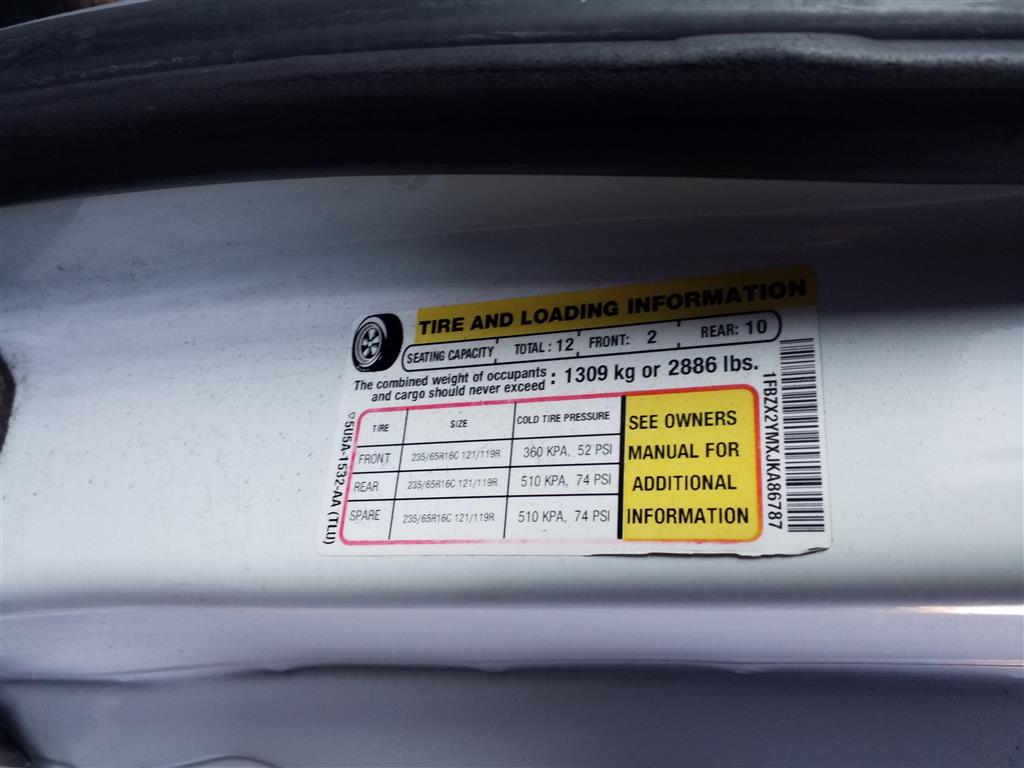 TIRE AND LOADING INFORMATION
SEATING CAPACITY TOTAL: 12 FRONT: 2 REAR: 10
The combined weight of occupants and cargo should never exceed : 1309 kg or 2886 lbs.
TIRE SIZE COLD TIRE PRESSURE
FRONT 235/65R16C 121/119R 360 KPA, 52 PSI
REAR 235/65R16C 121/119R 510 KPA, 74 PSI
SPARE 235/65R16C 121/119R 510 KPA, 74 PSI
SEE OWNERS
MANUAL FOR
ADDITIONAL
INFORMATION
▽5U5A-1532-AA (TLU)
1FBZX2YMXJKA86787